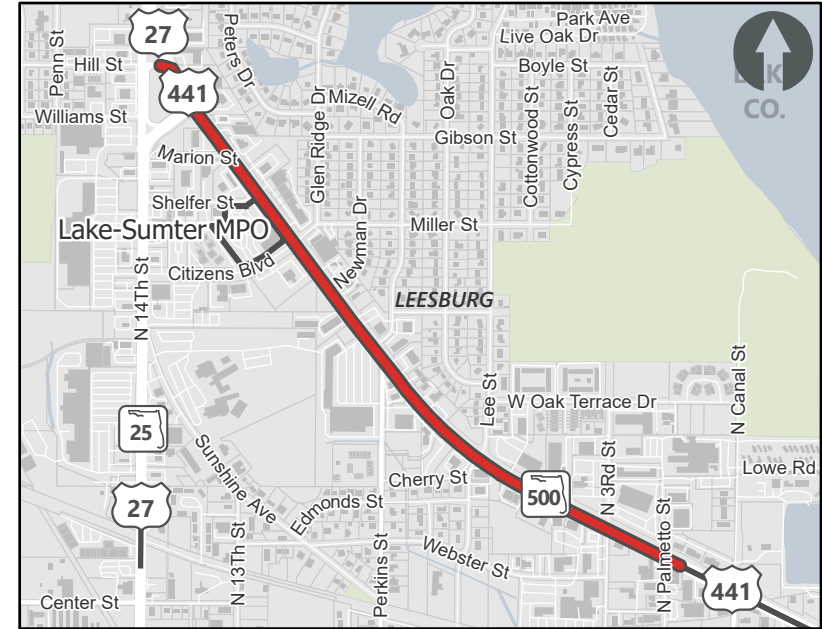 Park Ave
Live Oak Dr
27
Penn St
Peters Dr
Hill St
Boyle St
441
Mizell Rd
Oak Dr
Cedar St
CO.
Williams St
Glen Ridge Dr
Gibson St
Cottonwood St
Cypress St
Marion St
Shelfer St
Lake-Sumter MPO
Miller St
Citizens Blvd
Newman Dr
N 14Th St
LEESBURG
Lee St
N Canal St
W Oak Terrace Dr
25
Sunshine Ave
N 3Rd St
Lowe Rd
Cherry St
27
500
Edmonds St
N Palmetto St
Webster St
N 13Th St
Perkins St
441
Center St